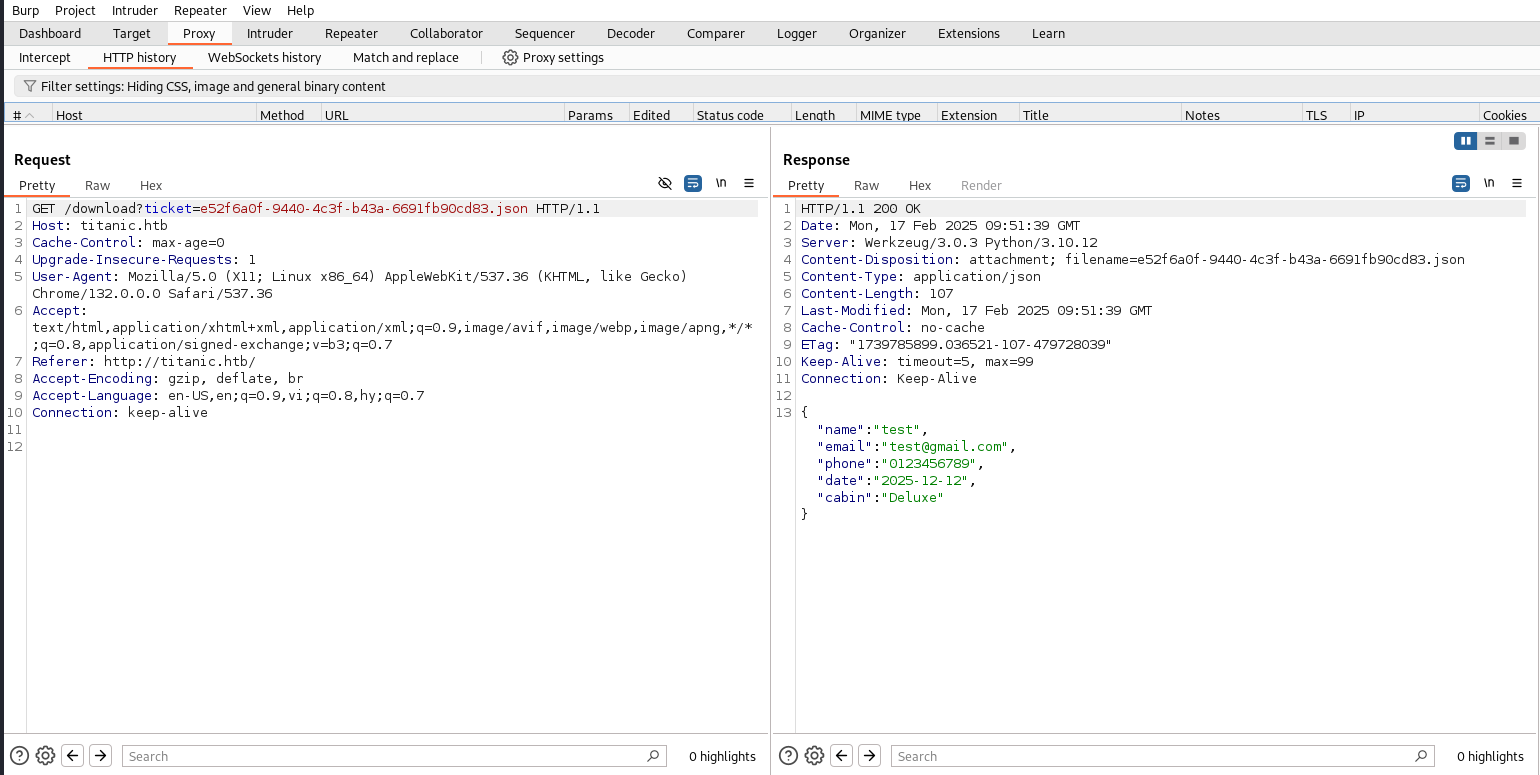 Burp Project Intruder Repeater View Help
Dashboard Target Proxy Intruder Repeater Collaborator Sequencer Decoder Comparer Logger Organizer Extensions Learn
Intercept HTTP history WebSockets history Match and replace Proxy settings
Filter settings: Hiding CSS, image and general binary content
# Host Method URL Params Edited Status code Length MIME type Extension Title Notes TLS IP Cookies
Request
Pretty Raw Hex \n
1 GET /download?ticket=e52f6a0f-9440-4c3f-b43a-6691fb90cd83.json HTTP/1.1
2 Host: titanic.htb
3 Cache-Control: max-age=0
4 Upgrade-Insecure-Requests: 1
5 User-Agent: Mozilla/5.0 (X11; Linux x86_64) AppleWebKit/537.36 (KHTML, like Gecko)
Chrome/132.0.0.0 Safari/537.36
6 Accept:
text/html,application/xhtml+xml,application/xml;q=0.9,image/avif,image/webp,image/apng,*/*
;q=0.8,application/signed-exchange;v=b3;q=0.7
7 Referer: http://titanic.htb/
8 Accept-Encoding: gzip, deflate, br
9 Accept-Language: en-US,en;q=0.9,vi;q=0.8,hy;q=0.7
10 Connection: keep-alive
11
12
Search 0 highlights
Response
Pretty Raw Hex Render \n
1 HTTP/1.1 200 OK
2 Date: Mon, 17 Feb 2025 09:51:39 GMT
3 Server: Werkzeug/3.0.3 Python/3.10.12
4 Content-Disposition: attachment; filename=e52f6a0f-9440-4c3f-b43a-6691fb90cd83.json
5 Content-Type: application/json
6 Content-Length: 107
7 Last-Modified: Mon, 17 Feb 2025 09:51:39 GMT
8 Cache-Control: no-cache
9 ETag: "1739785899.036521-107-479728039"
10 Keep-Alive: timeout=5, max=99
11 Connection: Keep-Alive
12
13 {
"name":"test",
"email":"test@gmail.com",
"phone":"0123456789",
"date":"2025-12-12",
"cabin":"Deluxe"
}
Search 0 highlights